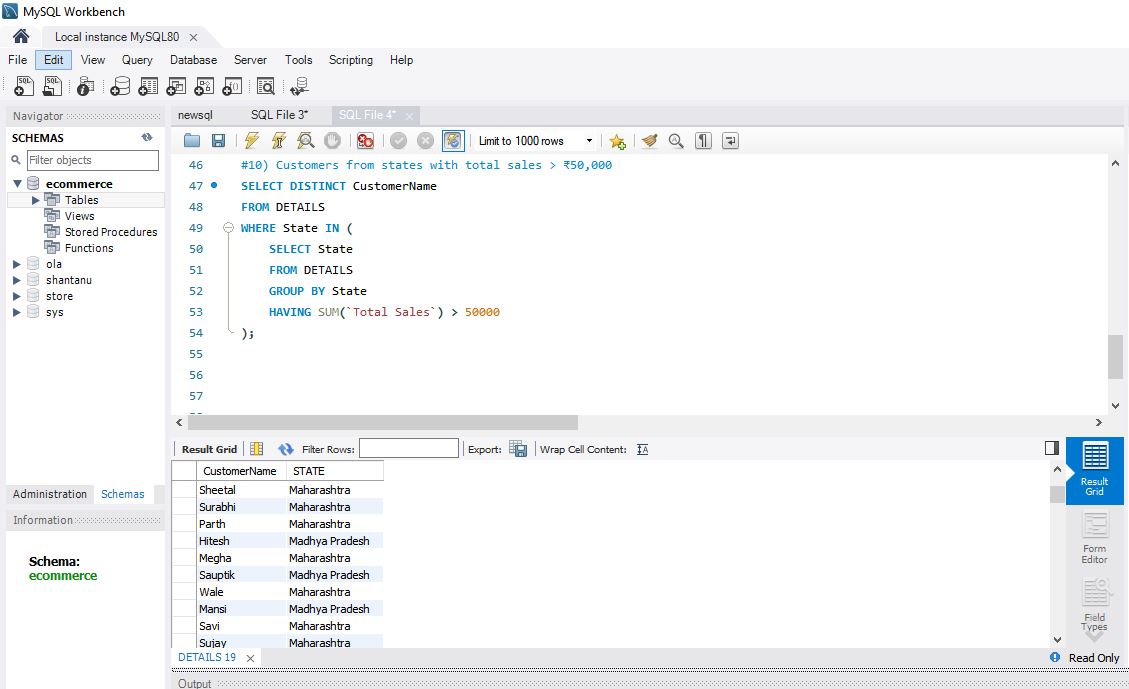 MySQL Workbench
Local instance MySQL80 ×
File Edit View Query Database Server Tools Scripting Help
Navigator
SCHEMAS
Filter objects
ecommerce
Tables
Views
Stored Procedures
Functions
ola
shantanu
store
sys
Administration Schemas
Information
Schema:
ecommerce
newsql SQL File 3* SQL File 4* ×
Limit to 1000 rows
46 #10) Customers from states with total sales > ₹50,000
47 SELECT DISTINCT CustomerName
48 FROM DETAILS
49 WHERE State IN (
50 SELECT State
51 FROM DETAILS
52 GROUP BY State
53 HAVING SUM(`Total Sales`) > 50000
54 );
55
56
57
Result Grid Filter Rows: Export: Wrap Cell Content:
CustomerName STATE
Sheetal Maharashtra
Surabhi Maharashtra
Parth Maharashtra
Hitesh Madhya Pradesh
Megha Maharashtra
Sauptik Madhya Pradesh
Wale Maharashtra
Mansi Madhya Pradesh
Savi Maharashtra
Sujay Maharashtra
Result
Grid
Form
Editor
Field
Types
DETAILS 19 × Read Only
Output